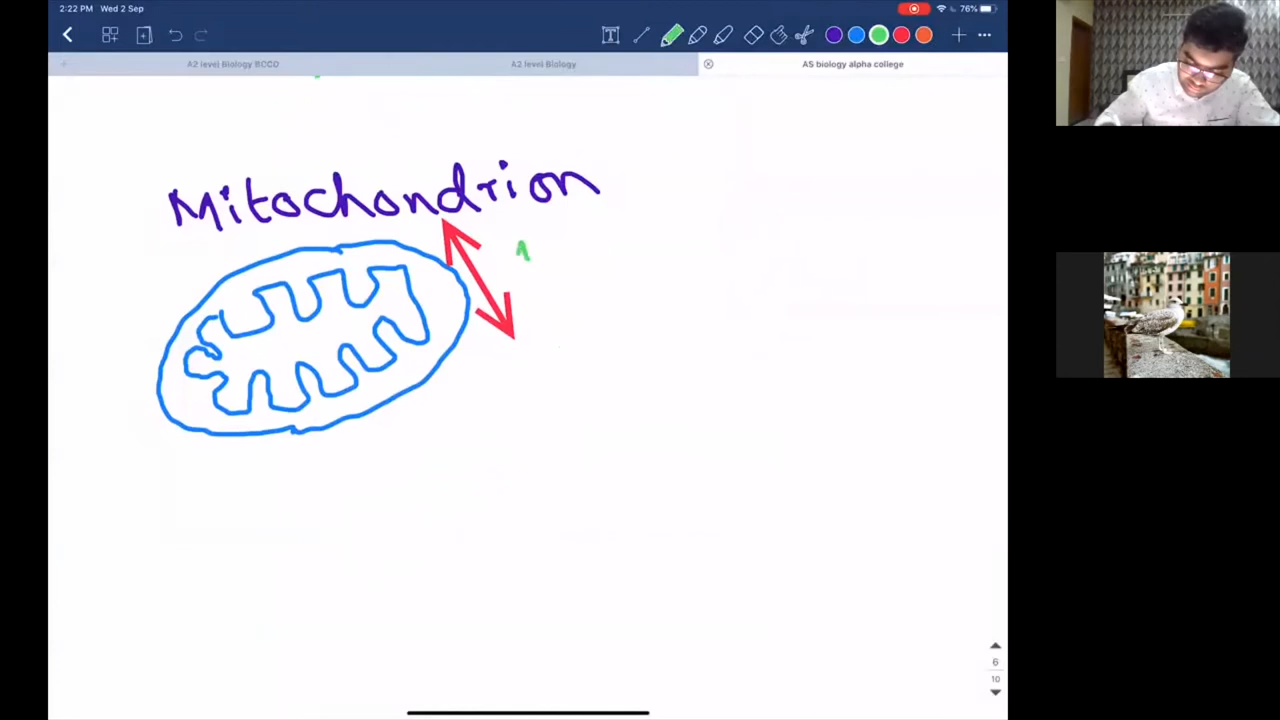 2:22 PM Wed 2 Sep
76%
A2 level Biology BCCO
A2 level Biology
AS biology alpha college
Mitochondrion
1
6
10